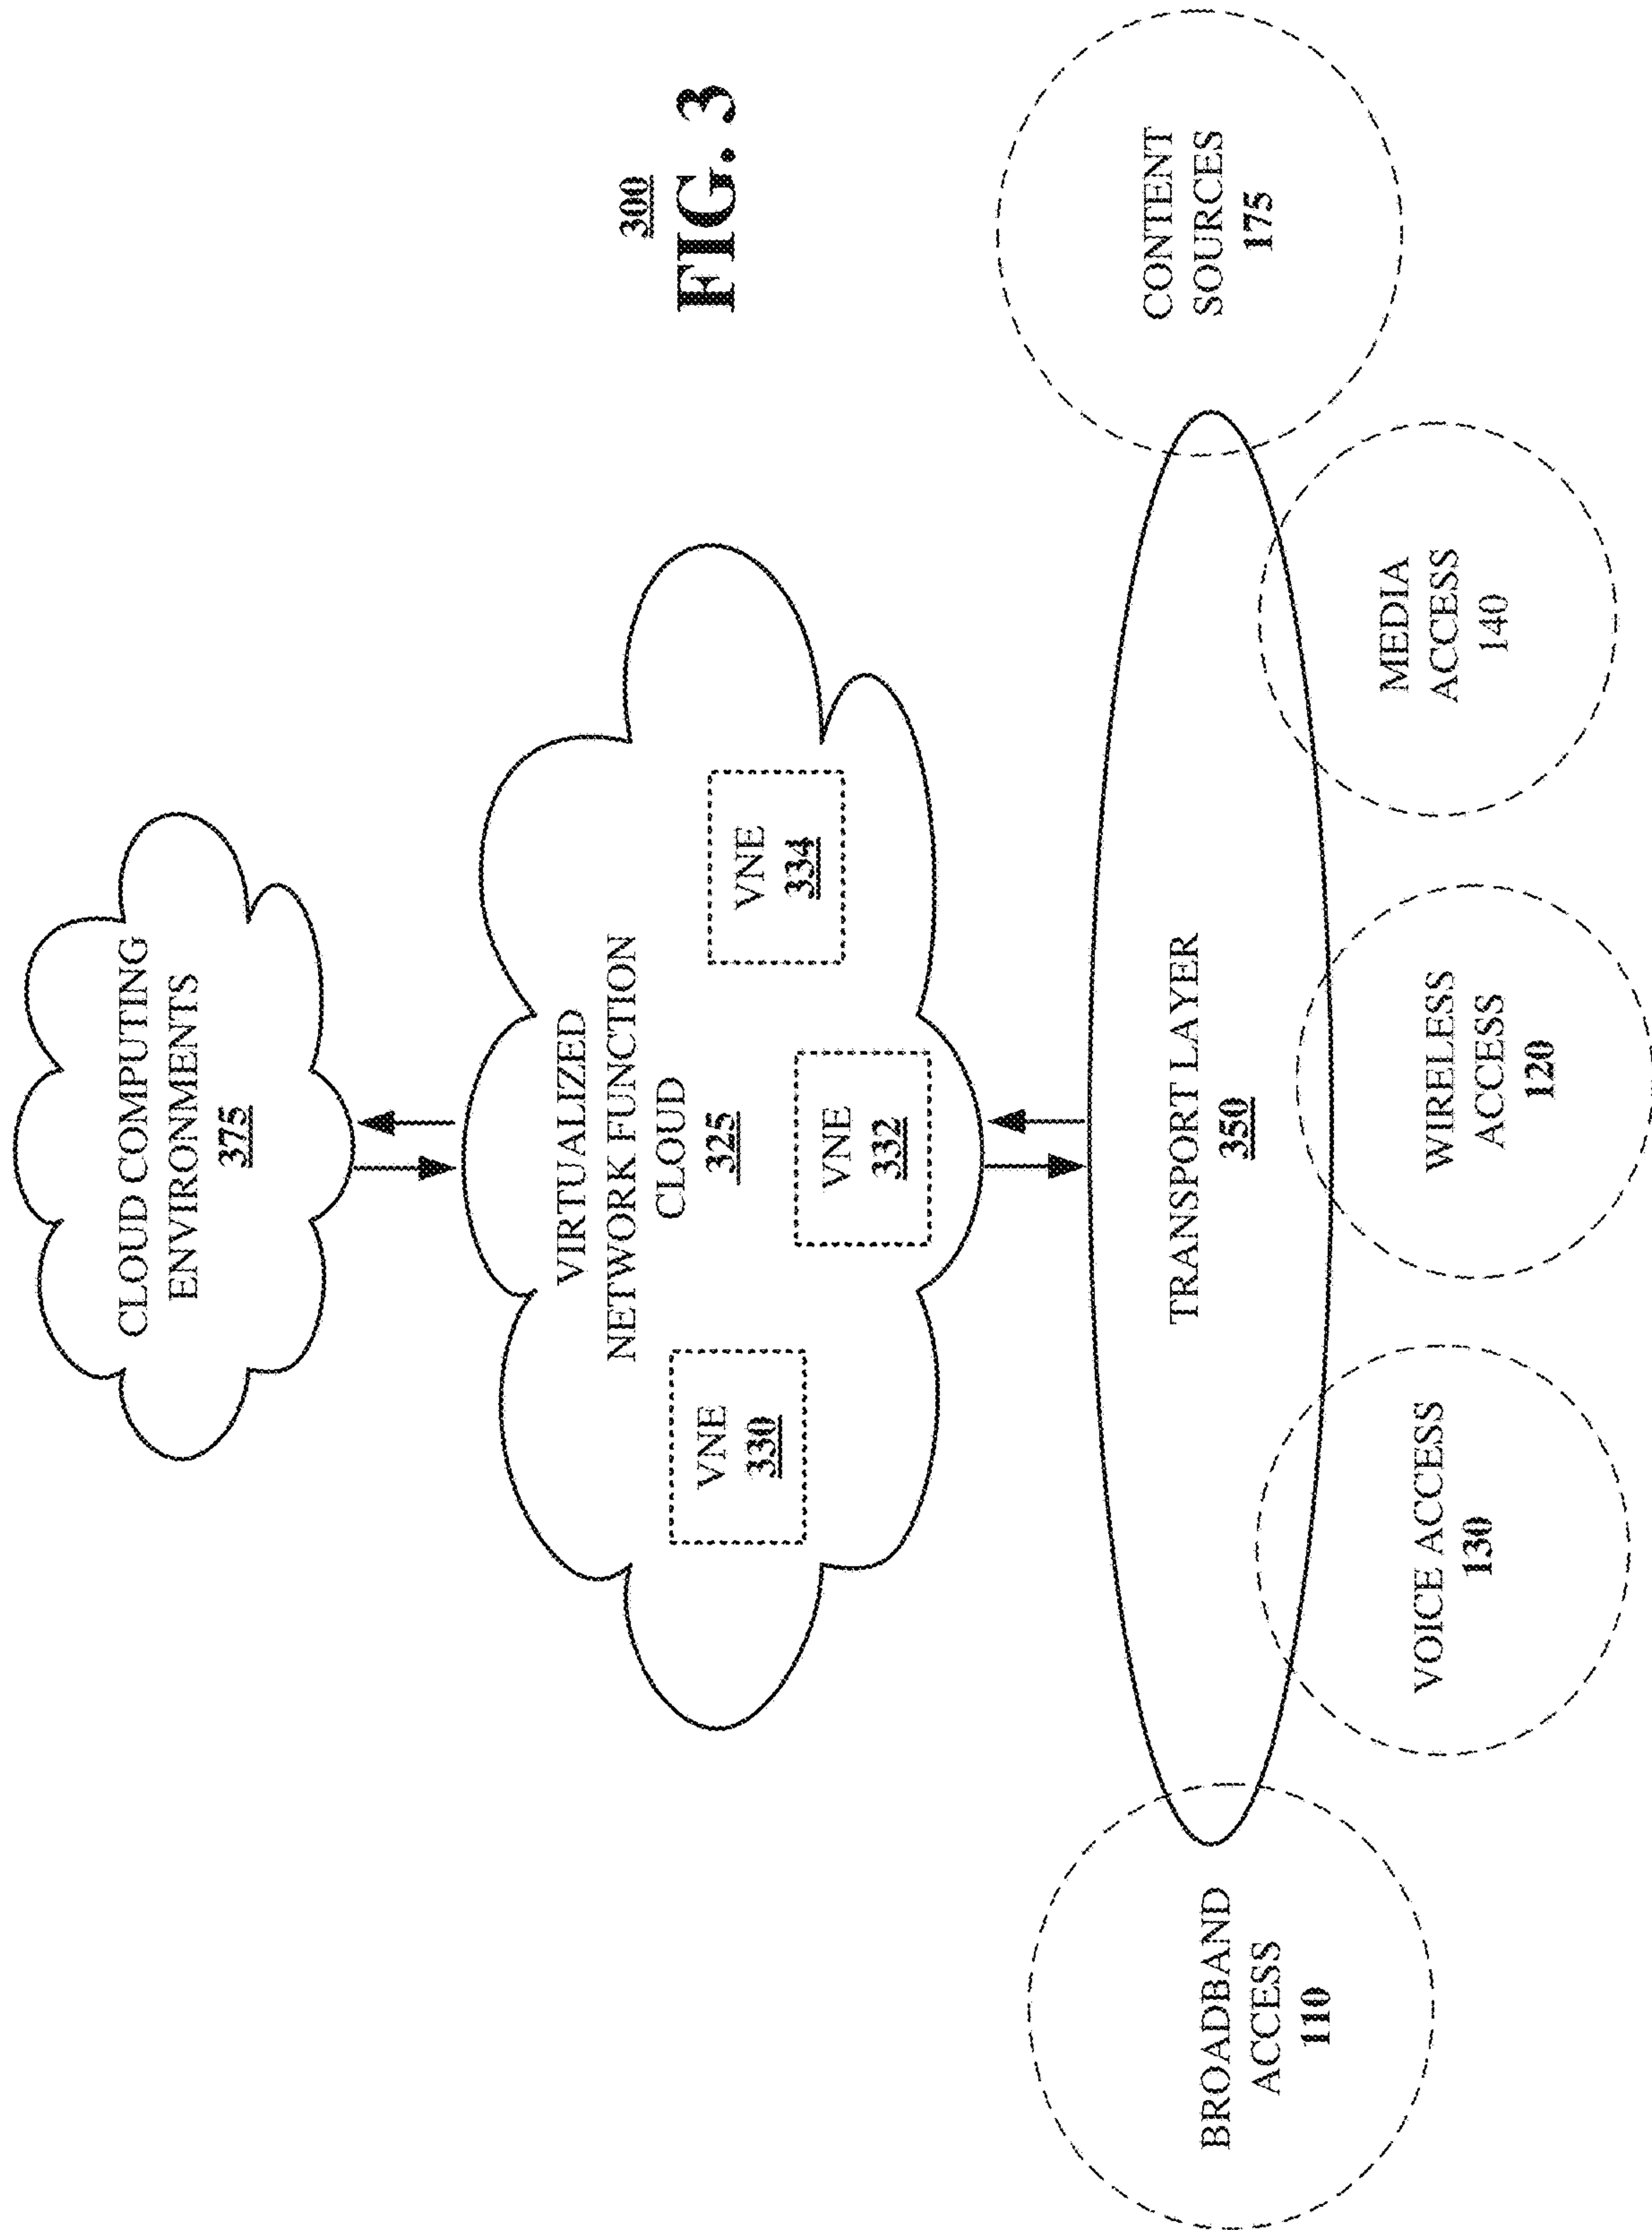 CLOUD COMPUTING
ENVIRONMENTS
375
VIRTUALIZED
NETWORK FUNCTION
CLOUD
325
VNE
330
VNE
332
VNE
334
300
FIG. 3
TRANSPORT LAYER
350
BROADBAND
ACCESS
110
VOICE ACCESS
130
WIRELESS
ACCESS
120
MEDIA
ACCESS
140
CONTENT
SOURCES
175